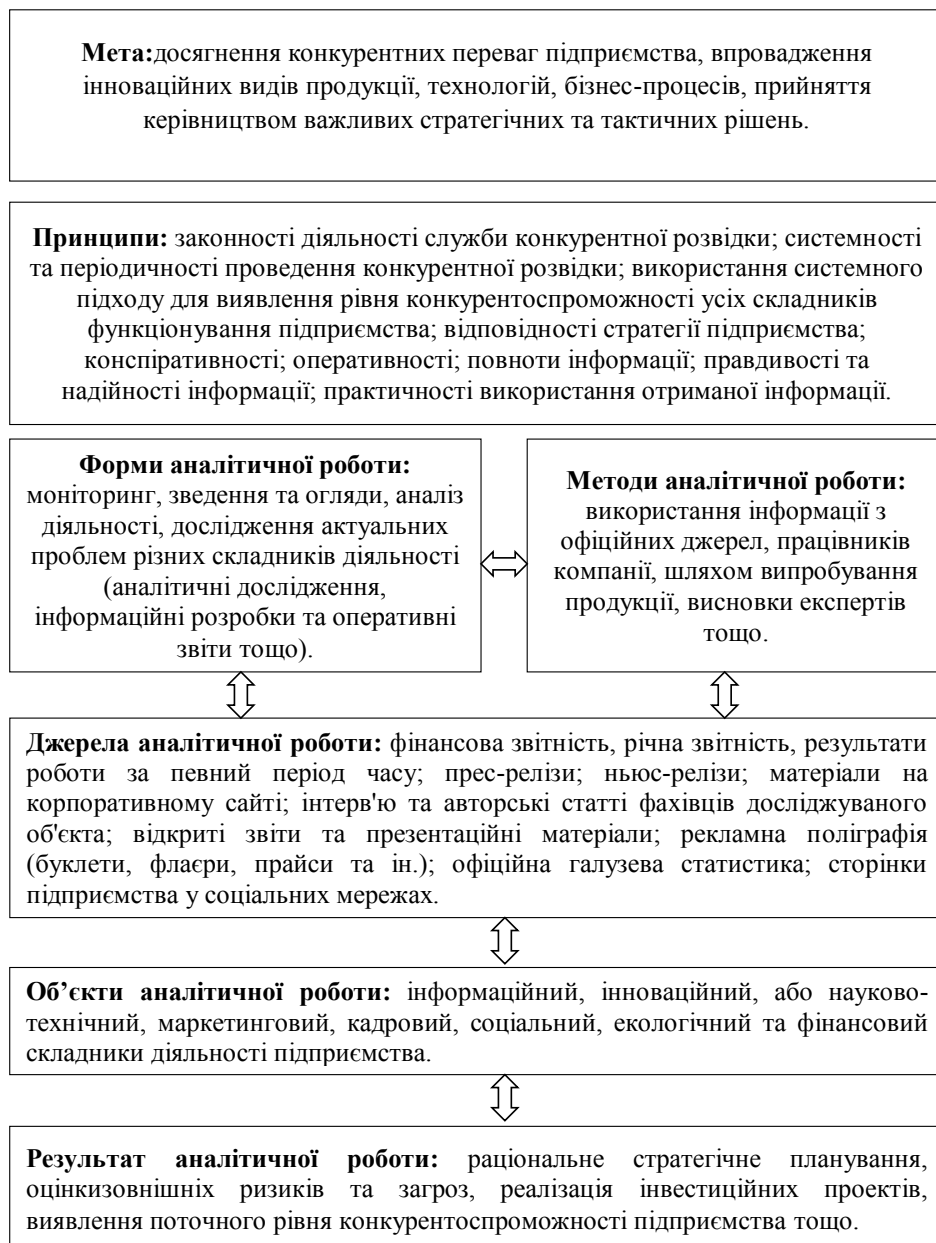 Мета:досягнення конкурентних переваг підприємства, впровадження
інноваційних видів продукції, технологій, бізнес-процесів, прийняття
керівництвом важливих стратегічних та тактичних рішень.
Принципи: законності діяльності служби конкурентної розвідки; системності
та періодичності проведення конкурентної розвідки; використання системного
підходу для виявлення рівня конкурентоспроможності усіх складників
функціонування підприємства; відповідності стратегії підприємства;
конспіративності; оперативності; повноти інформації; правдивості та
надійності інформації; практичності використання отриманої інформації.
Форми аналітичної роботи:
моніторинг, зведення та огляди, аналіз
діяльності, дослідження актуальних
проблем різних складників діяльності
(аналітичні дослідження,
інформаційні розробки та оперативні
звіти тощо).
Методи аналітичної роботи:
використання інформації з
офіційних джерел, працівників
компанії, шляхом випробування
продукції, висновки експертів
тощо.
Джерела аналітичної роботи: фінансова звітність, річна звітність, результати
роботи за певний період часу; прес-релізи; ньюс-релізи; матеріали на
корпоративному сайті; інтерв'ю та авторські статті фахівців досліджуваного
об'єкта; відкриті звіти та презентаційні матеріали; рекламна поліграфія
(буклети, флаєри, прайси та ін.); офіційна галузева статистика; сторінки
підприємства у соціальних мережах.
Об’єкти аналітичної роботи: інформаційний, інноваційний, або науково-
технічний, маркетинговий, кадровий, соціальний, екологічний та фінансовий
складники діяльності підприємства.
Результат аналітичної роботи: раціональне стратегічне планування,
оцінкизовнішніх ризиків та загроз, реалізація інвестиційних проектів,
виявлення поточного рівня конкурентоспроможності підприємства тощо.